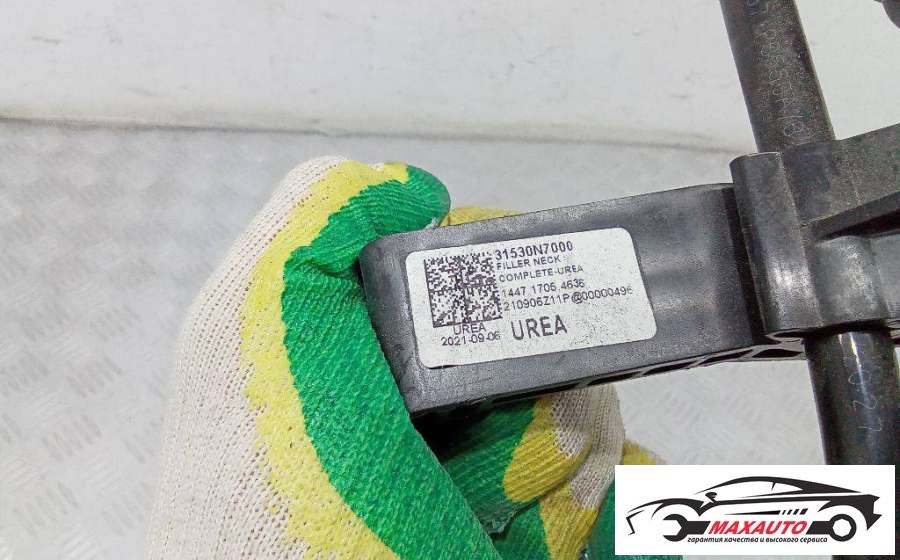 31530N7000
FILLER NECK:
COMPLETE-UREA
1447 1705 4636
210906Z11P@00000496
UREA
2021-09-06
UREA
MAXAUTO
гарантия качества и высокого сервиса